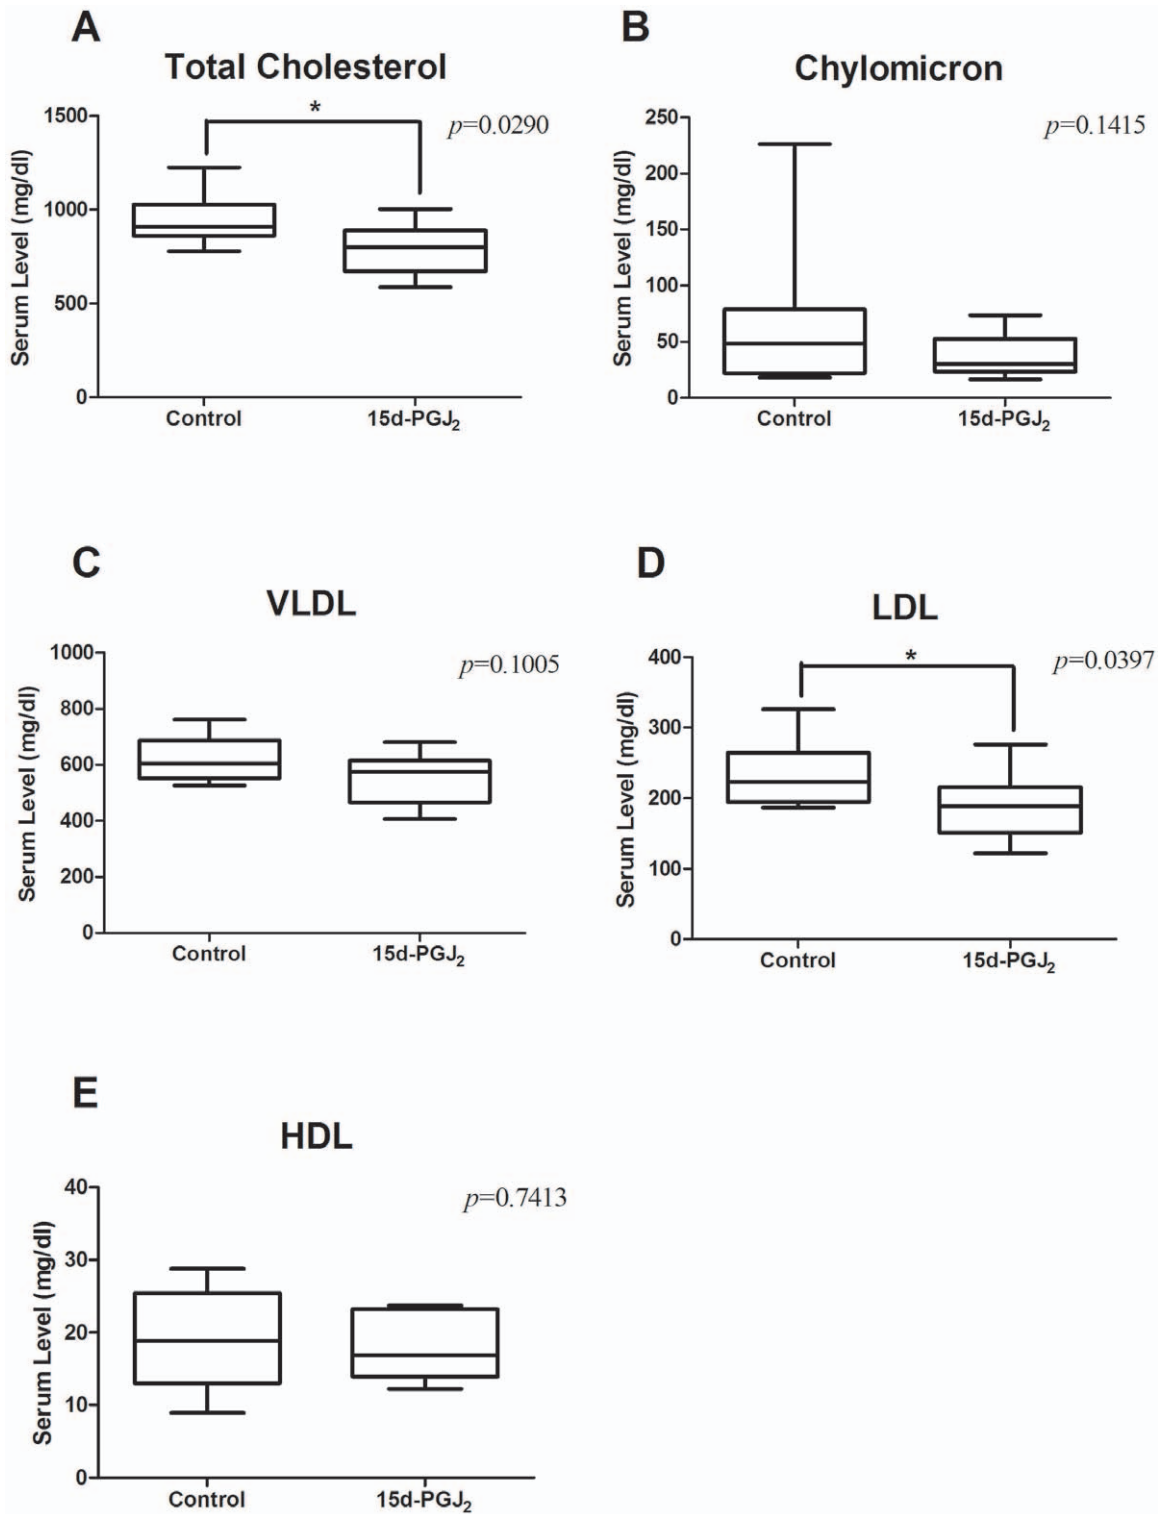 A
Total Cholesterol
*
p=0.0290
Serum Level (mg/dl)
1500
1000
500
0
Control
15d-PGJ₂
B
Chylomicron
p=0.1415
Serum Level (mg/dl)
250
200
150
100
50
0
Control
15d-PGJ₂
C
VLDL
p=0.1005
Serum Level (mg/dl)
1000
800
600
400
200
0
Control
15d-PGJ₂
D
LDL
*
p=0.0397
Serum Level (mg/dl)
400
300
200
100
0
Control
15d-PGJ₂
E
HDL
p=0.7413
Serum Level (mg/dl)
40
30
20
10
0
Control
15d-PGJ₂